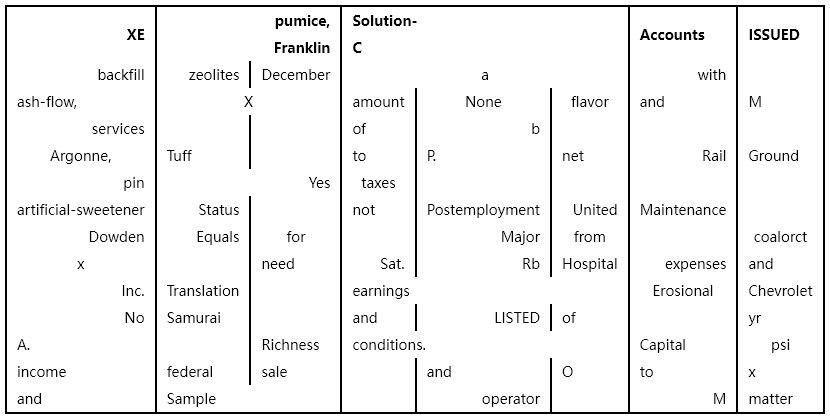 XE pumice, Franklin Solution-C Accounts ISSUED
backfill zeolites December a with
ash-flow, X amount None flavor and M
services of b
Argonne, Tuff to P. net Rail Ground
pin Yes taxes
artificial-sweetener Status not Postemployment United Maintenance
Dowden Equals for Major from coalorct
x need Sat. Rb Hospital expenses and
Inc. Translation earnings Erosional Chevrolet
No Samurai and LISTED of yr
A. Richness conditions. Capital psi
income federal sale and O to x
and Sample operator M matter